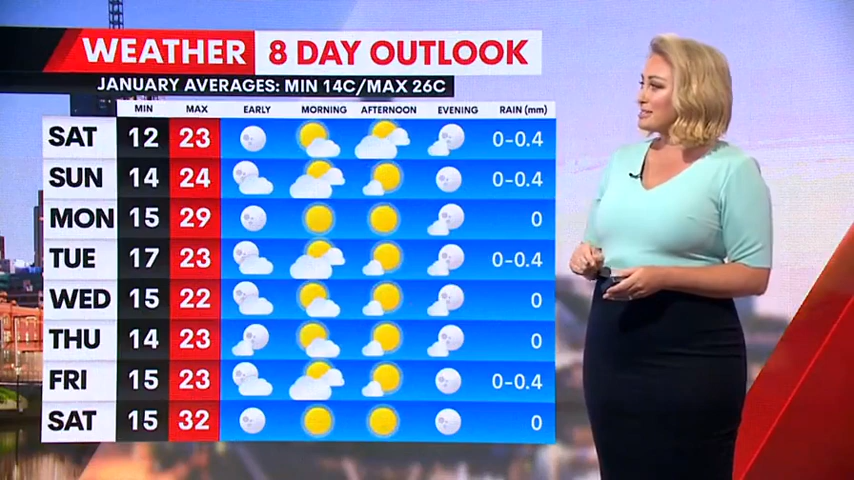 WEATHER 8 DAY OUTLOOK
JANUARY AVERAGES: MIN 14C/MAX 26C
MIN MAX EARLY MORNING AFTERNOON EVENING RAIN (mm)
SAT 12 23 0-0.4
SUN 14 24 0-0.4
MON 15 29 0
TUE 17 23 0-0.4
WED 15 22 0
THU 14 23 0
FRI 15 23 0-0.4
SAT 15 32 0